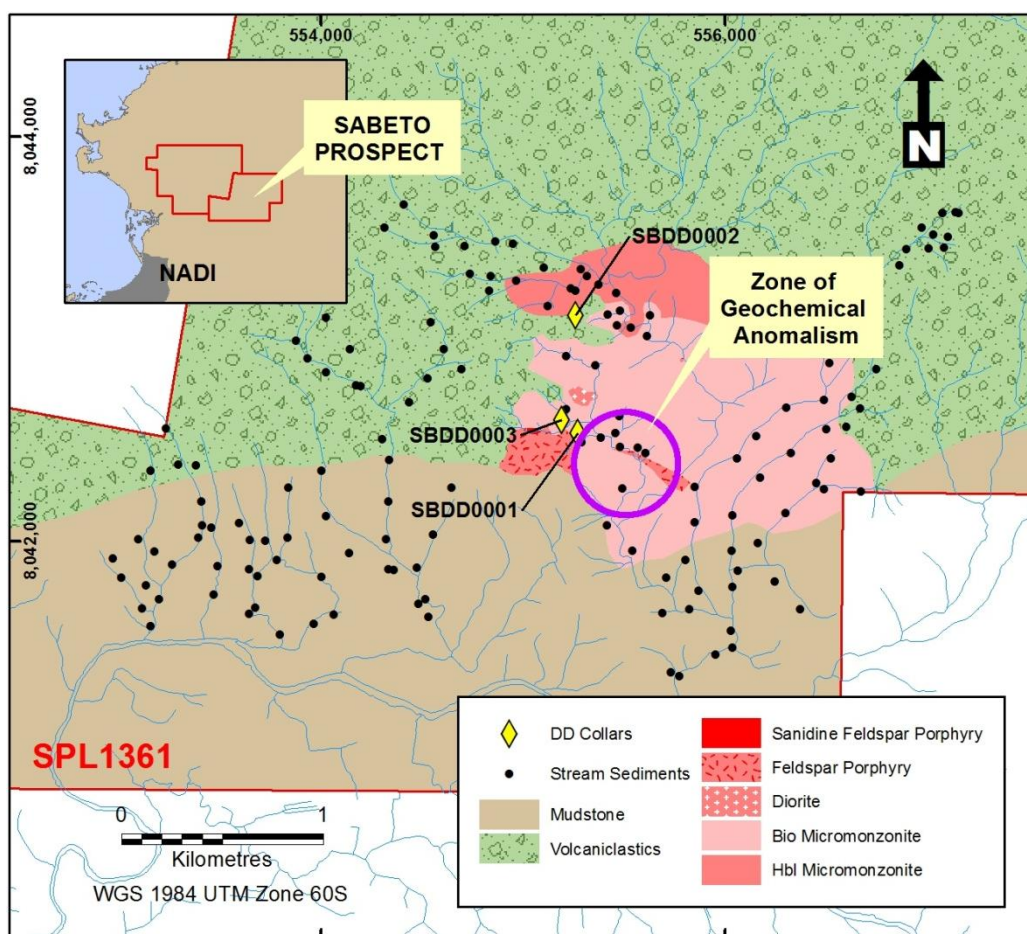 554,000
556,000
8,044,000
SABETO
PROSPECT
NADI
N
SBDD0002
Zone of
Geochemical
Anomalism
SBDD0003
SBDD0001
8,042,000
SPL1361
0
1
Kilometres
WGS 1984 UTM Zone 60S
DD Collars
Stream Sediments
Mudstone
Volcaniclastics
Sanidine Feldspar Porphyry
Feldspar Porphyry
Diorite
Bio Micromonzonite
Hbl Micromonzonite